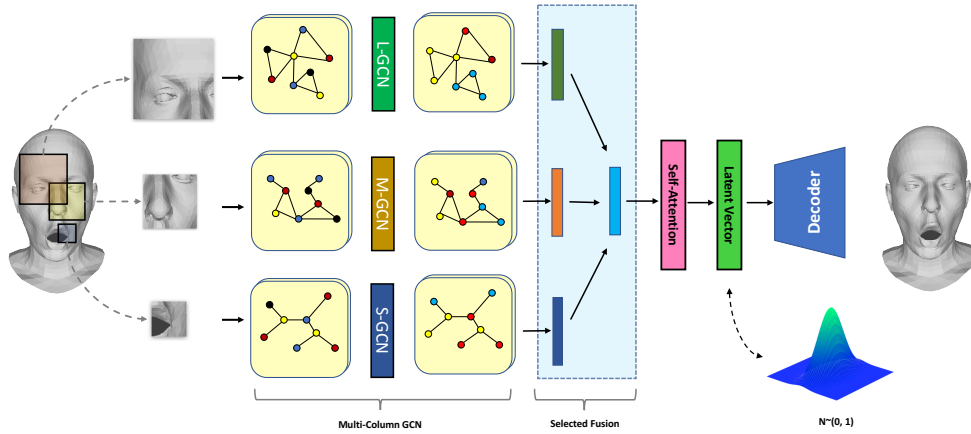 L-GCN
M-GCN
S-GCN
Self-Attention
Latent Vector
Decoder
Multi-Column GCN
Selected Fusion
N~(0, 1)